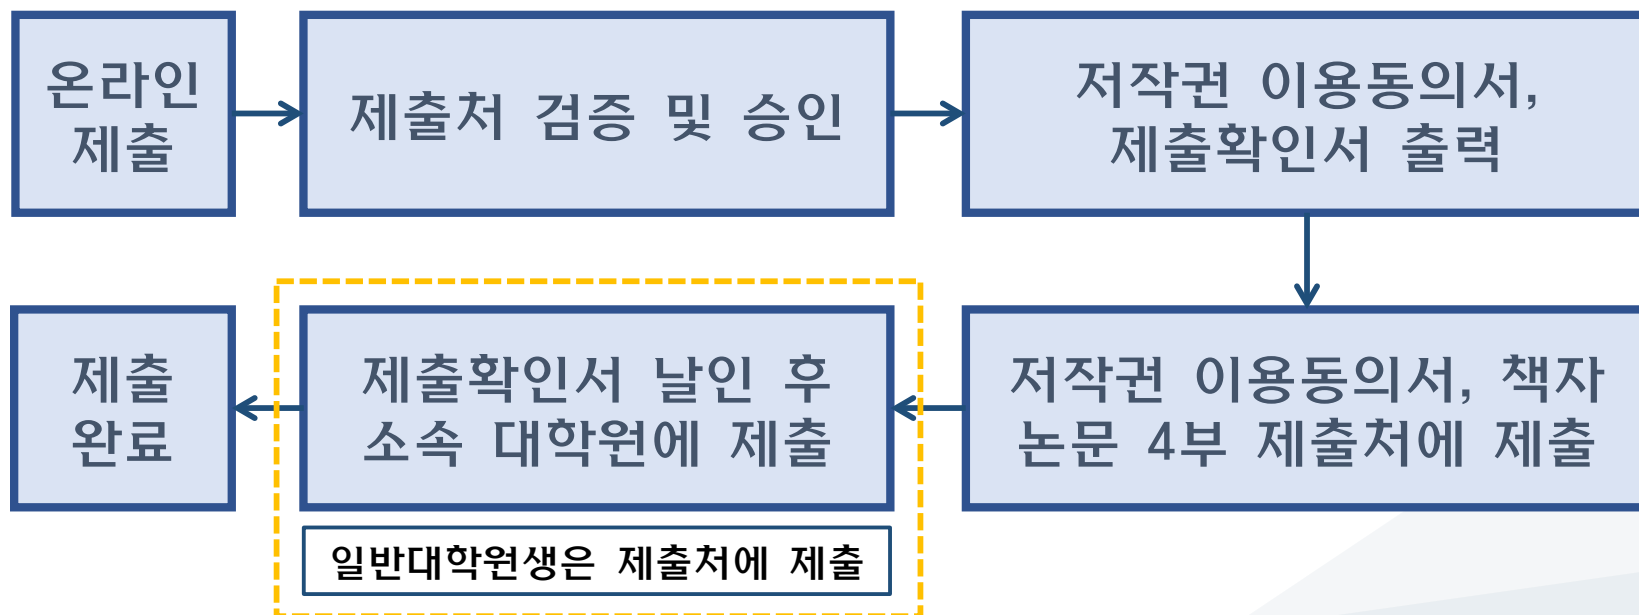 온라인
제출
제출처 검증 및 승인
저작권 이용동의서,
제출확인서 출력
저작권 이용동의서, 책자
논문 4부 제출처에 제출
제출확인서 날인 후
소속 대학원에 제출
일반대학원생은 제출처에 제출
제출
완료